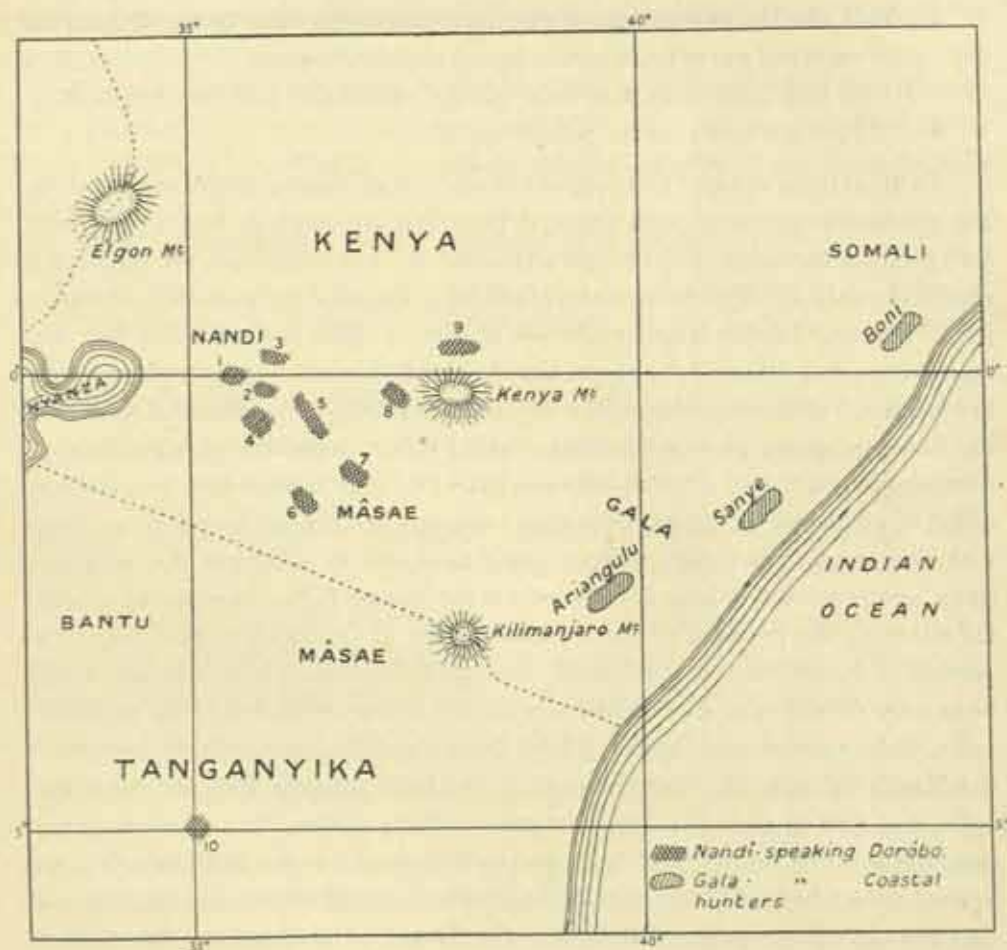 35° 40°
Elgon Mt
KENYA
SOMALI
Boni
NANDI 3 9
1
0° 0°
NYANZA
2
5
8
Kenya Mt
4
7
6
MÂSAE
GALA
Sanye
Ariangulu
INDIAN
OCEAN
BANTU
Kilimanjaro Mt
MÂSAE
TANGANYIKA
5° 5°
10
Nandi-speaking Dorôbo
Gala- " Coastal
hunters
35° 40°